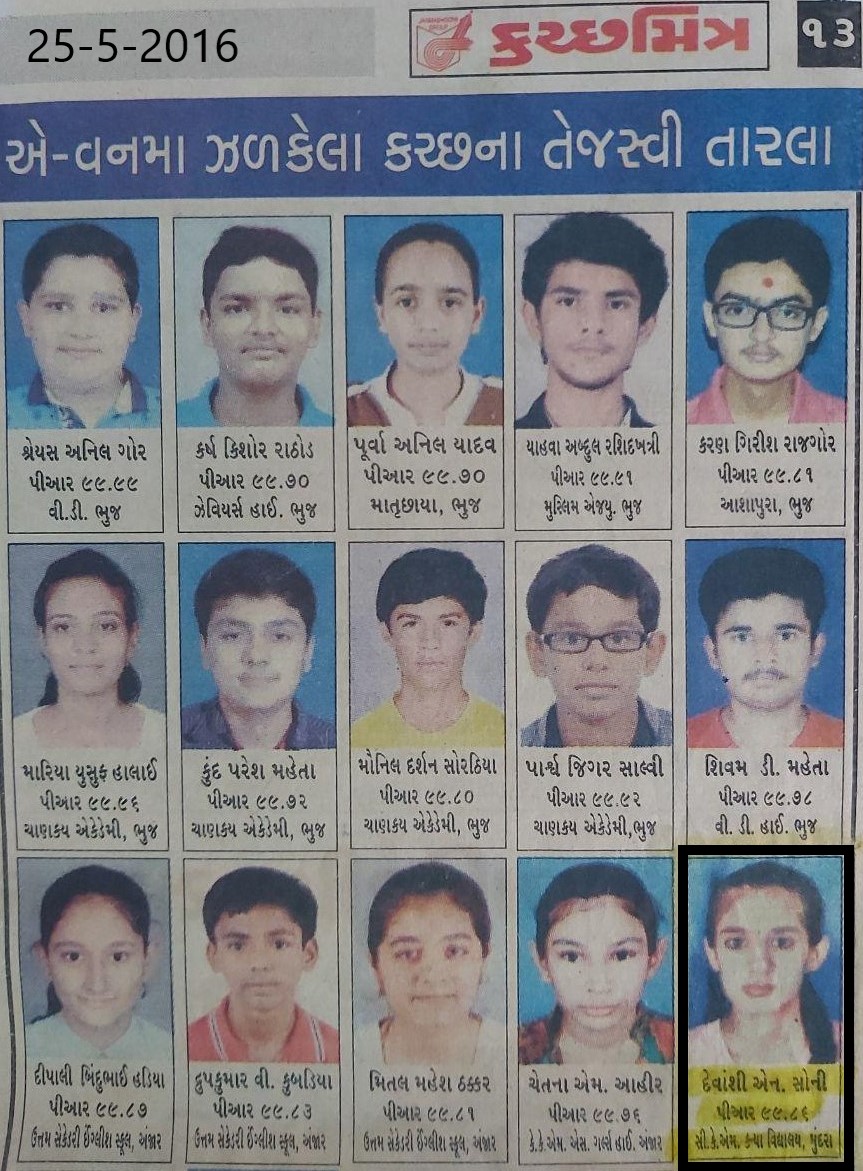 25-5-2016
કચ્છમિત્ર
૧૩
એ-વનમા ઝળકેલા કચ્છના તેજસ્વી તારલા
શ્રેયસ અનિલ ગોર
પીઆર ૯૯.૯૯
વી.ડી. ભુજ
કર્ષ કિશોર રાઠોડ
પીઆર ૯૯.૭૦
ઝેવિયર્સ હાઈ. ભુજ
પૂર્વા અનિલ યાદવ
પીઆર ૯૯.૭૦
માતૃછાયા, ભુજ
યાહવા અબ્દુલ રશિદખત્રી
પીઆર ૯૯.૯૧
મુસ્લિમ એજ્યુ. ભુજ
કરણ ગિરીશ રાજગોર
પીઆર ૯૯.૮૧
આશાપુરા, ભુજ
મારિયા યુસુફ હાલાઈ
પીઆર ૯૯.૯૬
ચાણક્ય એકેડેમી, ભુજ
કુંદ પરેશ મહેતા
પીઆર ૯૯.૭૨
ચાણક્ય એકેડેમી, ભુજ
મૌનિલ દર્શન સોરઠિયા
પીઆર ૯૯.૮૦
ચાણક્ય એકેડેમી, ભુજ
પાર્શ્વ જિગર સાલ્વી
પીઆર ૯૯.૯૨
ચાણક્ય એકેડેમી,ભુજ
શિવમ ડી. મહેતા
પીઆર ૯૯.૭૮
વી. ડી. હાઈ. ભુજ
દીપાલી બિંદુભાઈ હડિયા
પીઆર ૯૯.૮૭
ઉત્તમ સેકેડરી ઈંગ્લીશ સ્કૂલ, અંજાર
દ્રુપકુમાર વી. કુબડિયા
પીઆર ૯૯.૮૩
ઉત્તમ સેકેડરી ઈંગ્લીશ સ્કૂલ, અંજાર
મિતલ મહેશ ઠક્કર
પીઆર ૯૯.૮૧
ઉત્તમ સેકેડરી ઈંગ્લીશ સ્કૂલ, અંજાર
ચેતના એમ. આહીર
પીઆર ૯૯.૭૬
કે.કે.એમ. એસ. ગર્લ્સ હાઈ. અંજાર
દેવાંશી એન. સોની
પીઆર ૯૯.૮૬
સી.કે.એમ. કન્યા વિદ્યાલય, મુંદરા